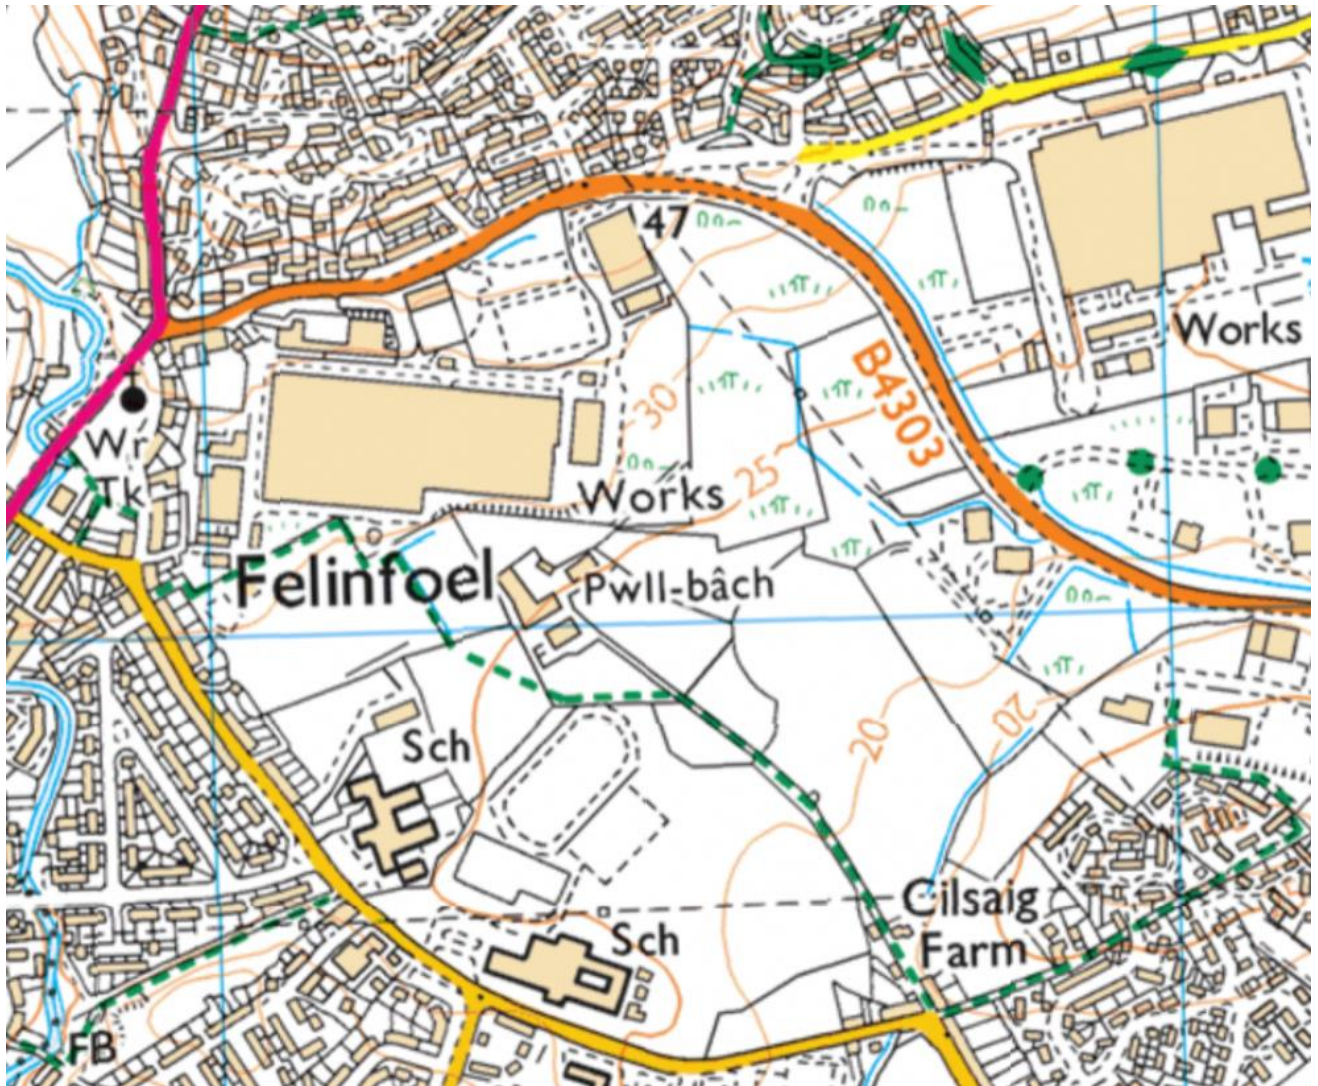 47
Works
B4303
30
Wr
Tk
25
Works
Felinfoel
Pwll-bâch
20
20
Sch
Cilsaig
Farm
Sch
FB